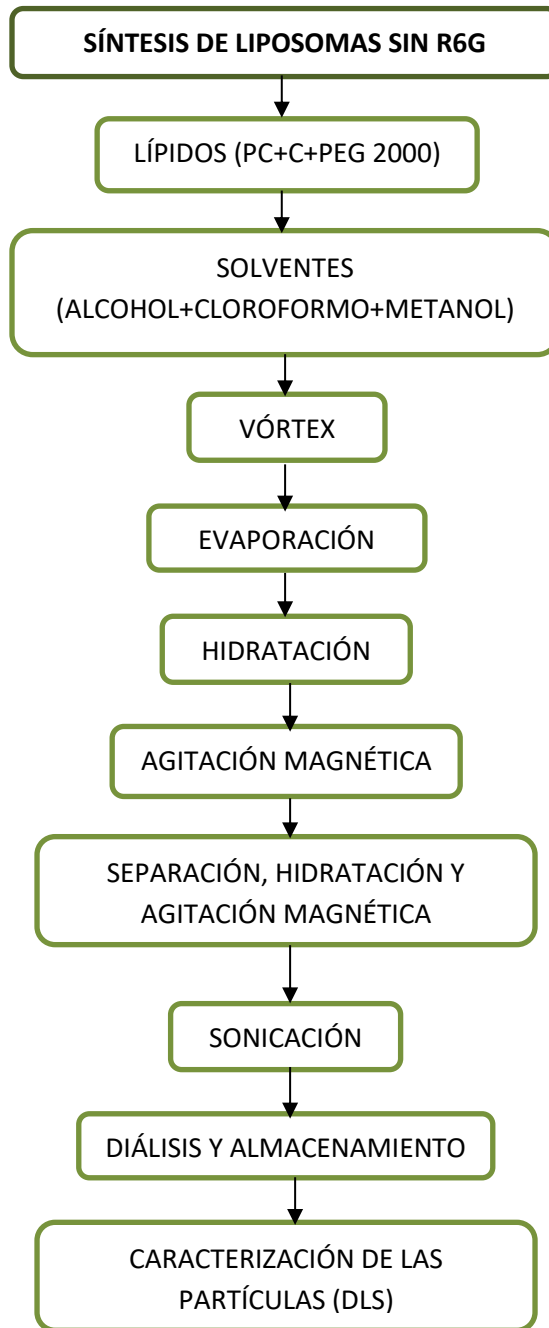 SÍNTESIS DE LIPOSOMAS SIN R6G
LÍPIDOS (PC+C+PEG 2000)
SOLVENTES
(ALCOHOL+CLOROFORMO+METANOL)
VÓRTEX
EVAPORACIÓN
HIDRATACIÓN
AGITACIÓN MAGNÉTICA
SEPARACIÓN, HIDRATACIÓN Y
AGITACIÓN MAGNÉTICA
SONICACIÓN
DIÁLISIS Y ALMACENAMIENTO
CARACTERIZACIÓN DE LAS
PARTÍCULAS (DLS)